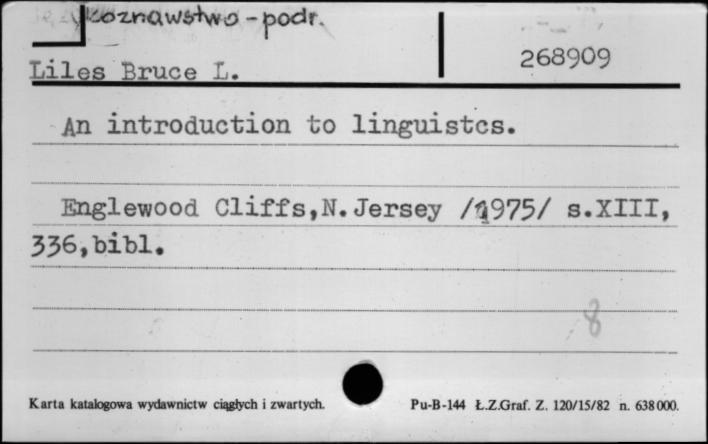 Językoznawstwo - podr.
268909
Liles Bruce L.
An introduction to linguistcs.
Englewood Cliffs,N.Jersey /1975/ s.XIII,
336,bibl.
8
Karta katalogowa wydawnictw ciągłych i zwartych.
Pu-B-144 Ł.Z.Graf. Z. 120/15/82 n. 638000.